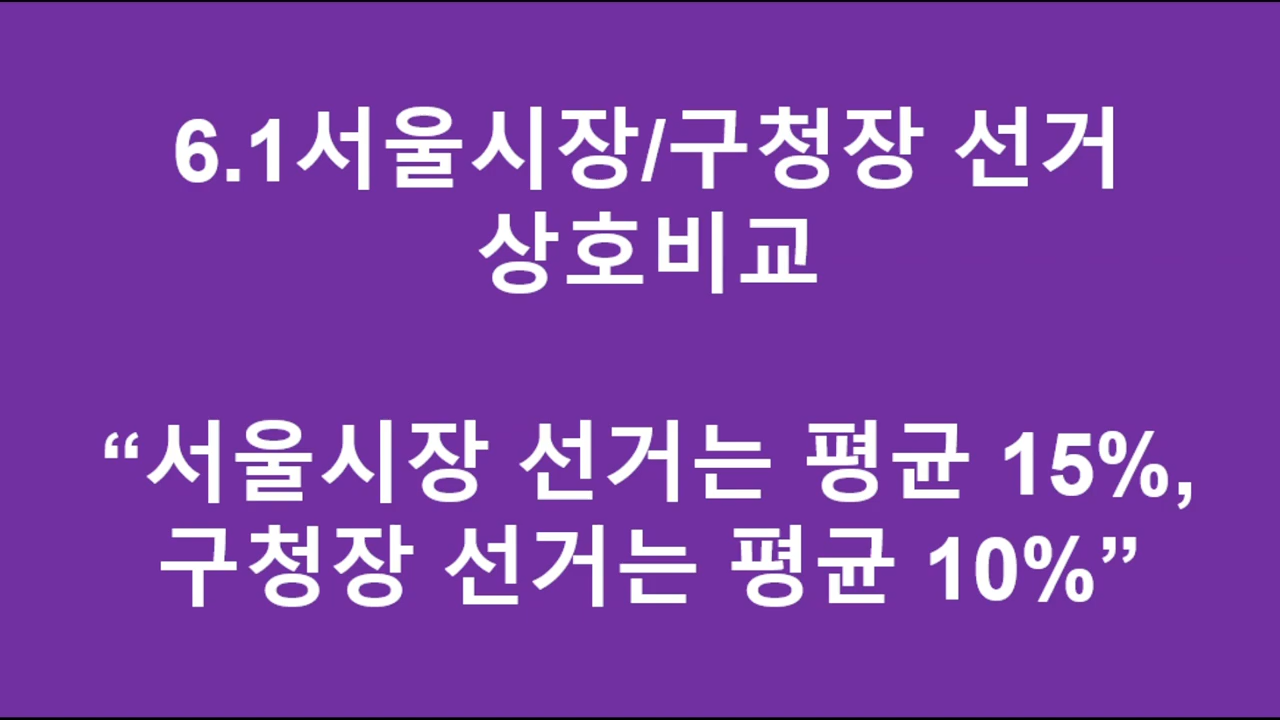 6.1서울시장/구청장 선거
상호비교
“서울시장 선거는 평균 15%,
구청장 선거는 평균 10%”